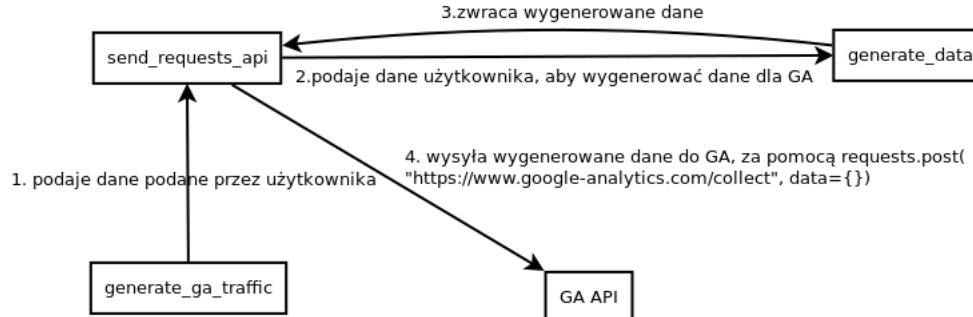 3.zwraca wygenerowane dane
send_requests_api
generate_data
2.podaje dane użytkownika, aby wygenerować dane dla GA
4. wysyła wygenerowane dane do GA, za pomocą requests.post(
"https://www.google-analytics.com/collect", data={})
1. podaje dane podane przez użytkownika
generate_ga_traffic
GA API